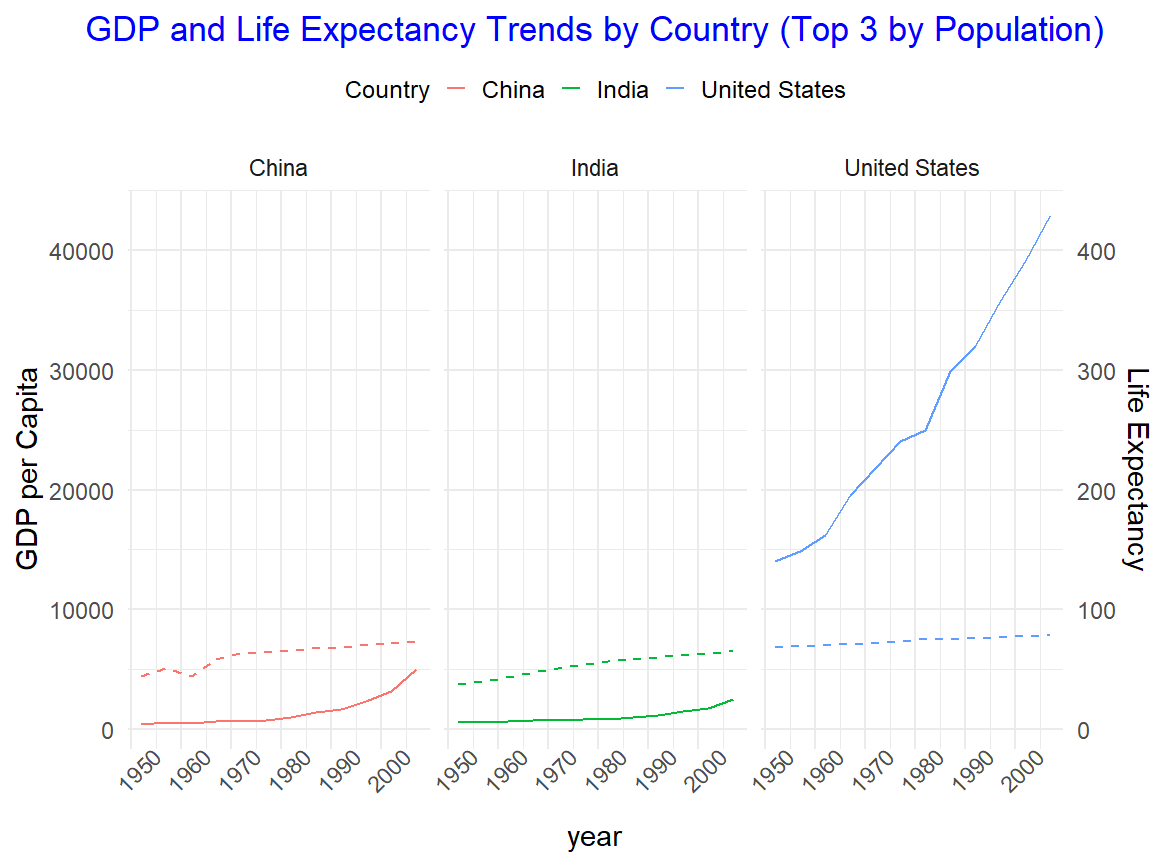 GDP and Life Expectancy Trends by Country (Top 3 by Population)
Country China India United States
China India United States
40000 400
30000 300
20000 200
10000 100
0 0
GDP per Capita
Life Expectancy
1950 1960 1970 1980 1990 2000 1950 1960 1970 1980 1990 2000 1950 1960 1970 1980 1990 2000
year